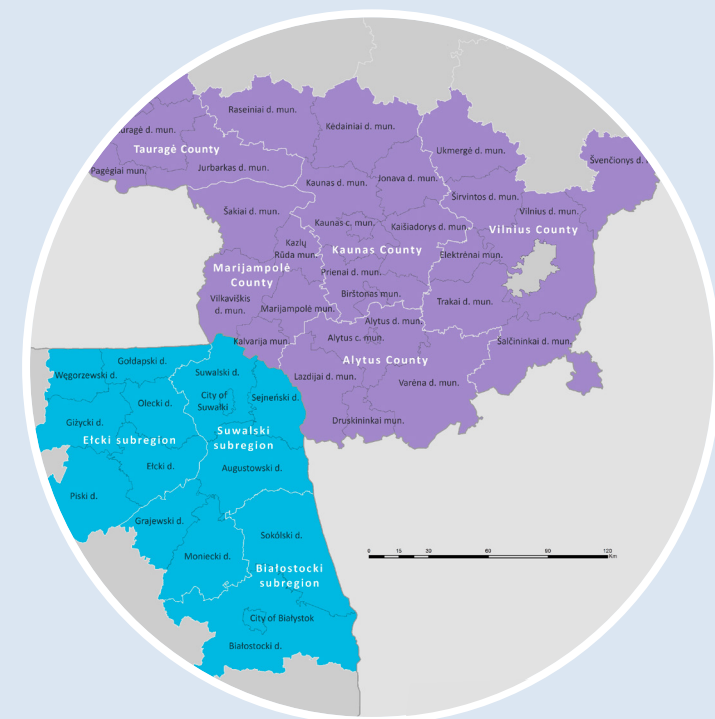 Raseiniai d. mun.
Kėdainiai d. mun.
Tauragė County
Pagėgiai mun.
Jurbarkas d. mun.
Ukmergė d. mun.
Švenčionys d.
Kaunas d. mun.
Jonava d. mun.
Širvintos d. mun.
Šakiai d. mun.
Kaunas c. mun.
Kaišiadorys d. mun.
Vilnius d. mun.
Vilnius County
Kazlų
Rūda mun.
Kaunas County
Elektrėnai mun.
Marijampolė
County
Prienai d. mun.
Birštonas mun.
Vilkaviškis
d. mun.
Marijampolė mun.
Trakai d. mun.
Alytus d. mun.
Alytus c. mun.
Kalvarija mun.
Šalčininkai d. mun.
Alytus County
Lazdijai d. mun.
Varėna d. mun.
Druskininkai mun.
Gołdapski d.
Węgorzewski d.
Suwalski d.
Olecki d.
City of
Suwałki
Sejneński d.
Giżycki d.
Ełcki subregion
Suwalski
subregion
Ełcki d.
Augustowski d.
Piski d.
Grajewski d.
Sokólski d.
Moniecki d.
Białostocki
subregion
City of Białystok
Białostocki d.
0 15 30 60 90 120
Km